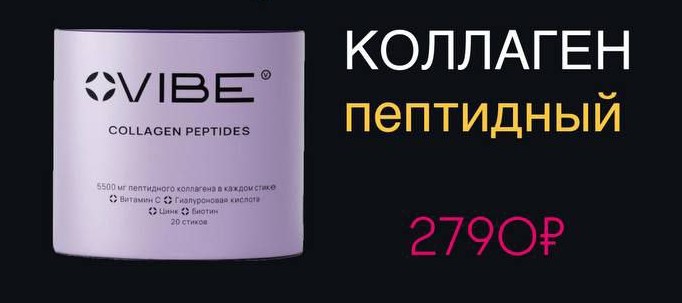 VIBE
COLLAGEN PEPTIDES
5500 мг пептидного коллагена в каждом стике
Витамин C Гиалуроновая кислота
Цинк Биотин
20 стиков
КОЛЛАГЕН
пептидный
2790₽